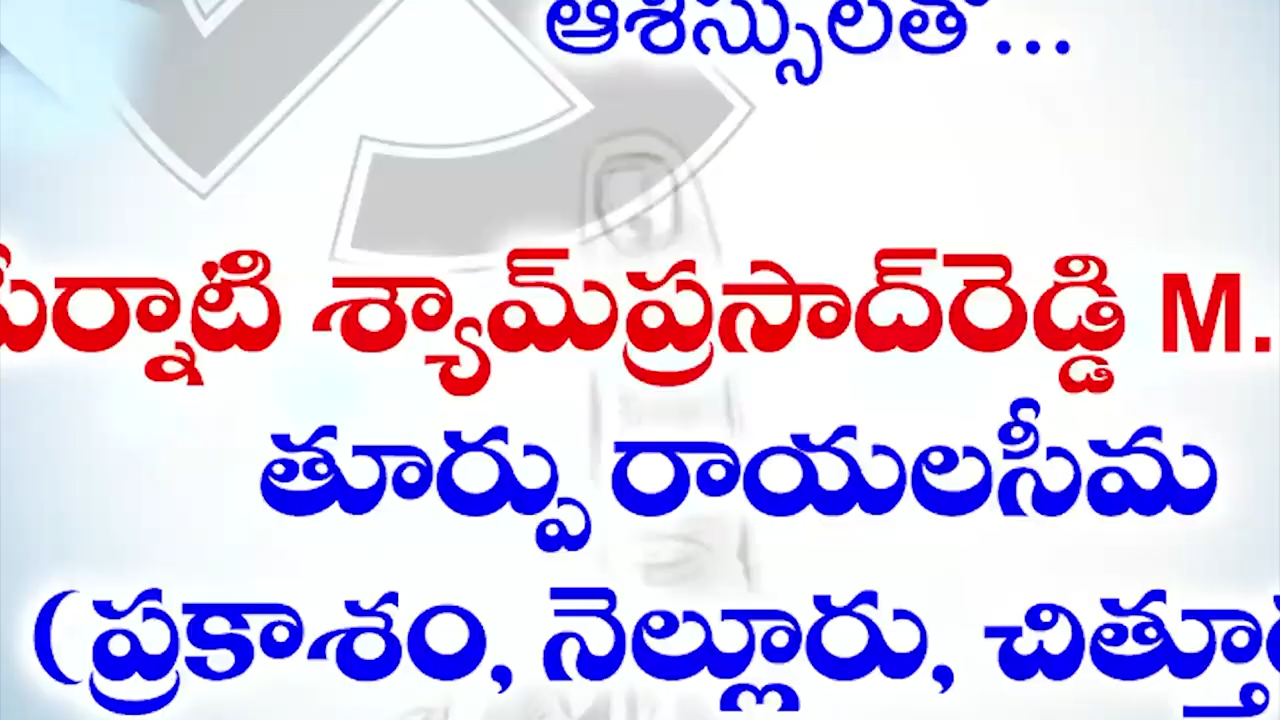 ఆశీస్సులతో...
పేర్నాటి శ్యామ్‌ప్రసాద్‌రెడ్డి M.
తూర్పు రాయలసీమ
(ప్రకాశం, నెల్లూరు, చిత్తూ